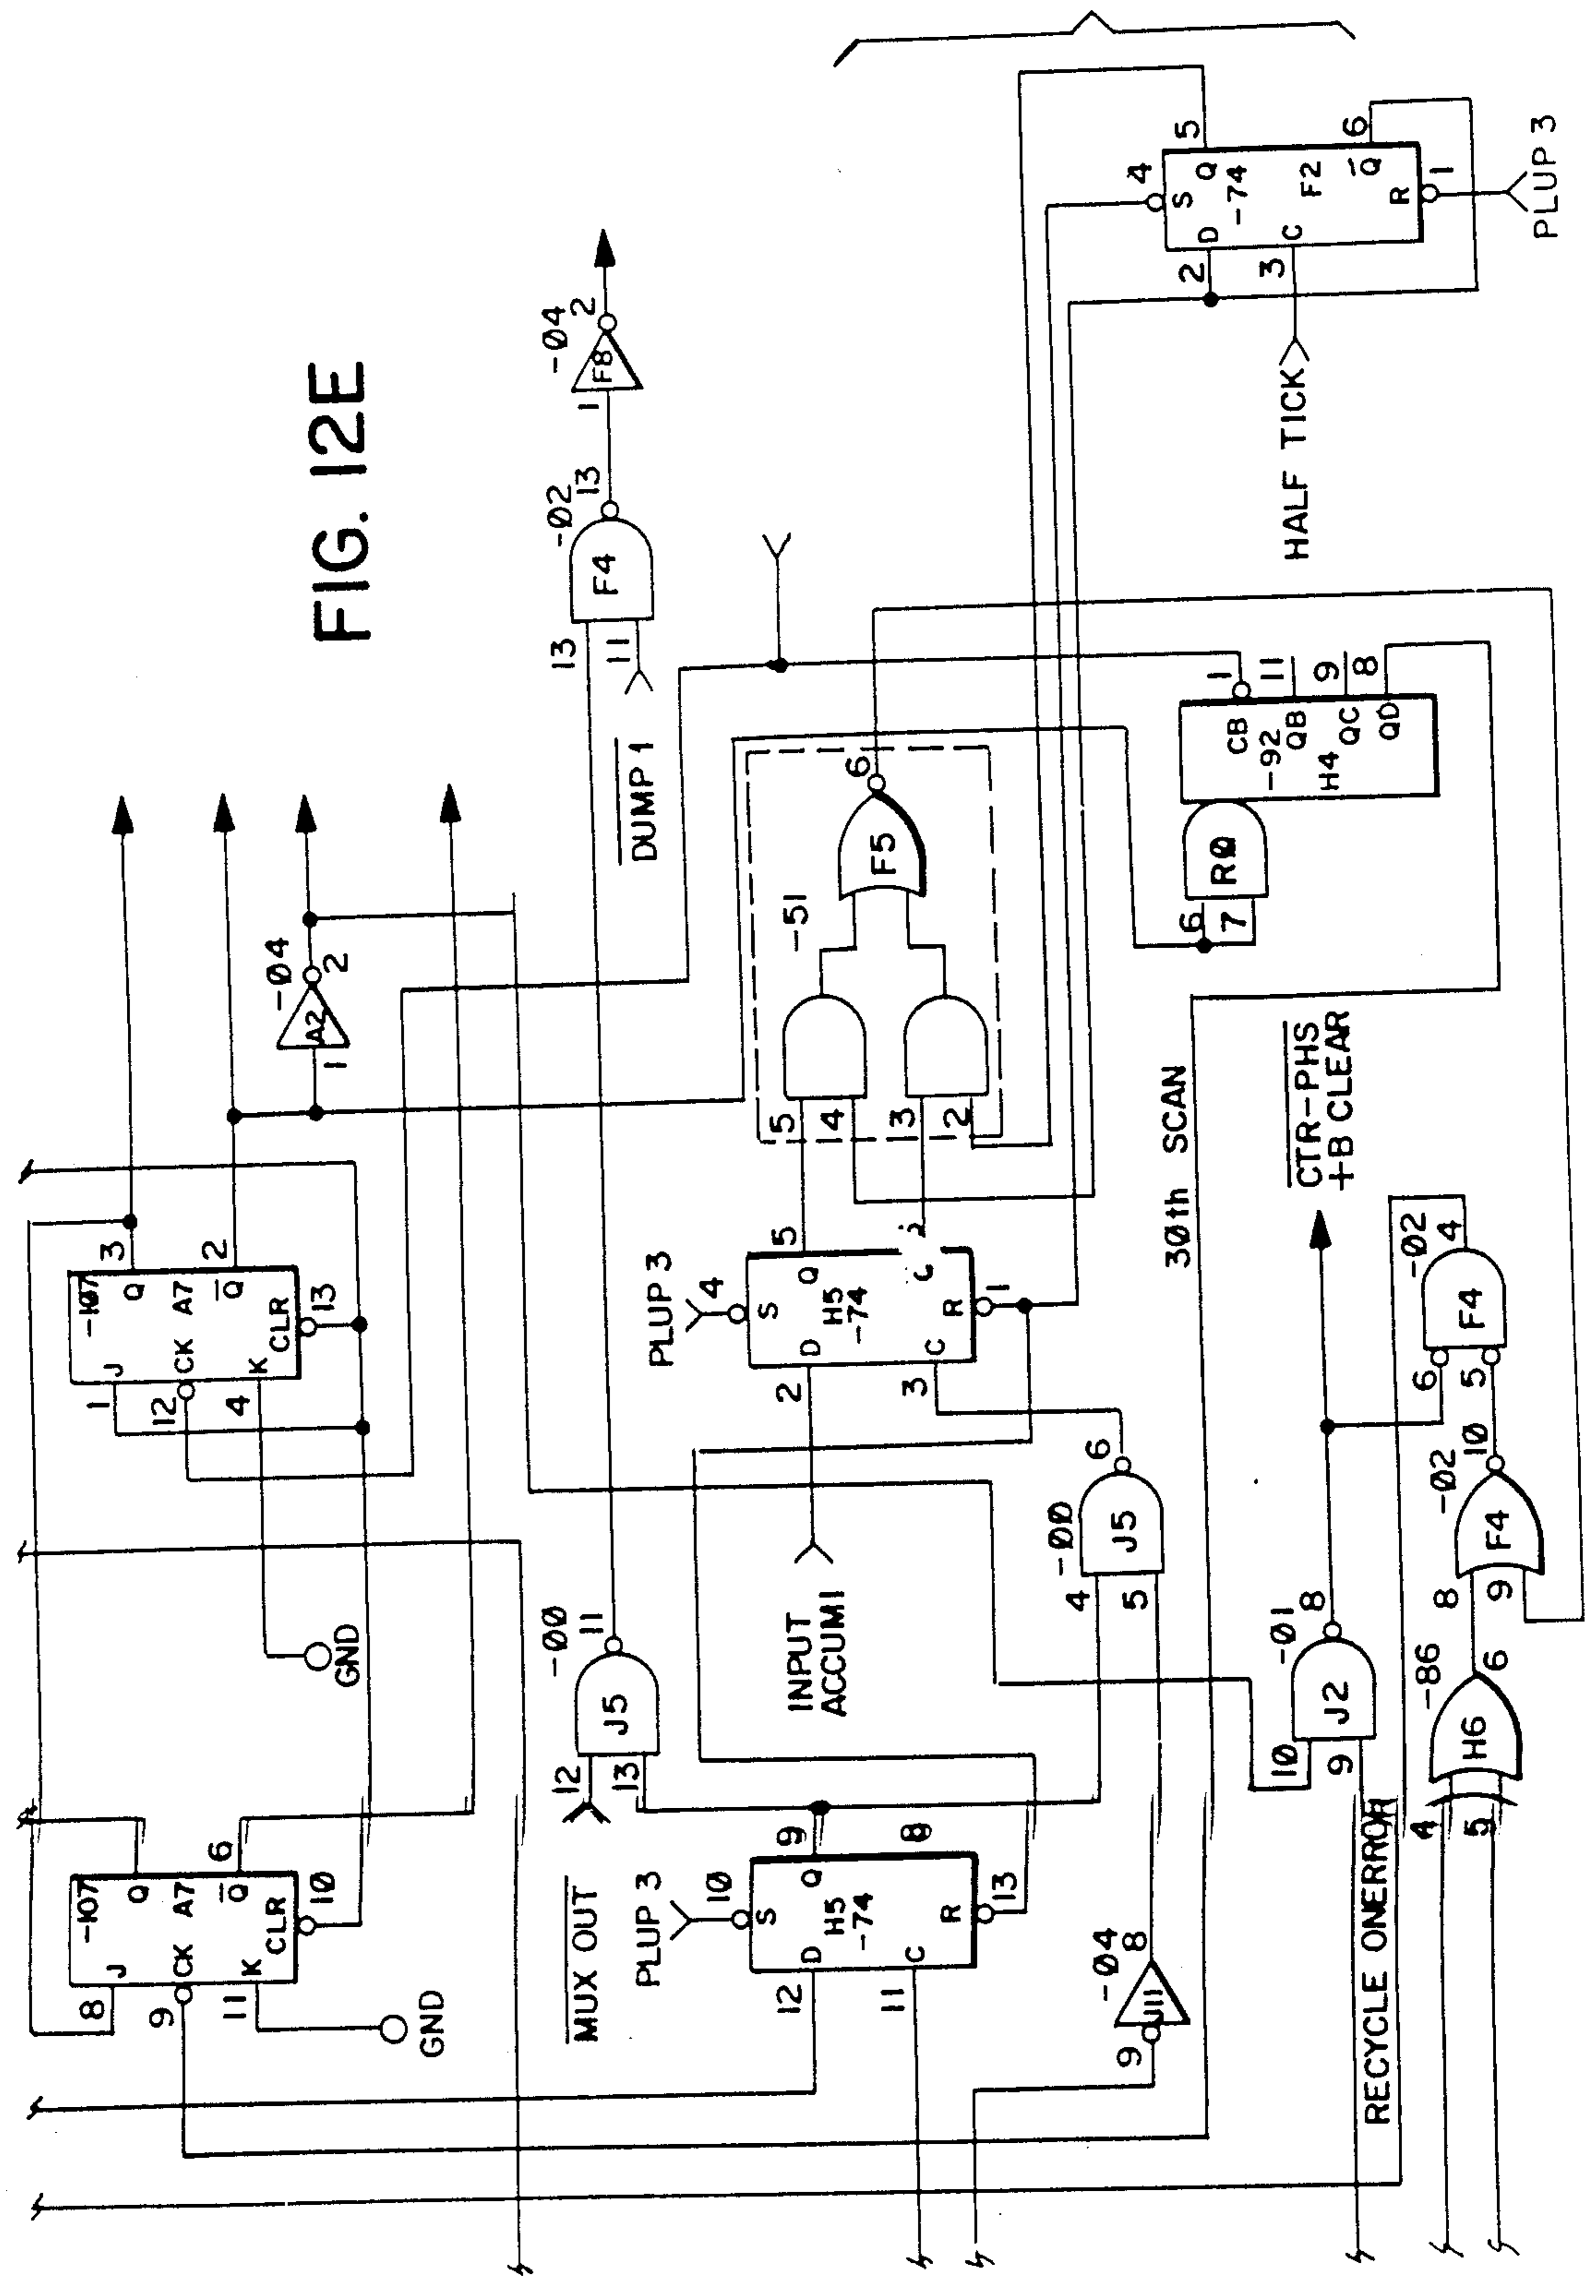 FIG. 12E
-107
J
Q
3
1
CK
A7
12
Q
2
K
4
CLR
13
-04
A2
1
2
-107
J
Q
8
CK
A7
9
Q
6
K
11
CLR
10
GND
GND
MUX OUT
12
13
-00
J5
11
13
11
-02
F4
13
DUMP 1
-04
F8
1
2
PLUP 3
10
S
12
D
Q
9
H5
-74
8
11
C
R
13
PLUP 3
4
S
2
D
Q
5
H5
-74
3
C
R
1
INPUT
ACCUM1
-51
5
4
3
2
F5
6
-00
4
5
J5
6
-04
9
J11
8
30th SCAN
6
7
R0
CB
1
-92
QB
11
H4
QC
9
QD
8
4
S
2
D
Q
5
-74
3
C
F2
Q
6
R
1
HALF TICK
PLUP 3
CTR-PHS
+B CLEAR
-01
10
9
J2
8
RECYCLE ONERROR
-86
4
5
H6
6
-02
8
9
F4
10
-02
6
5
F4
4